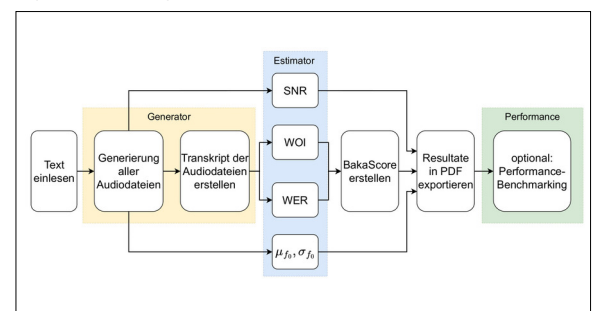 Estimator
SNR
Generator
Performance
Text
einlesen
Generierung
aller
Audiodateien
Transkript der
Audiodateien
erstellen
WOI
WER
BakaScore
erstellen
Resultate
in PDF
exportieren
optional:
Performance-
Benchmarking
μf₀, σf₀